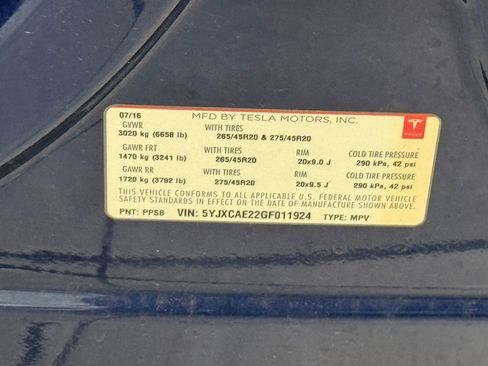 07/16 MFD BY TESLA MOTORS, INC.
GVWR WITH TIRES
3020 kg (6658 lb) 265/45R20 & 275/45R20
TESLA
GAWR FRT WITH TIRES RIM COLD TIRE PRESSURE
1470 kg (3241 lb) 265/45R20 20x9.0 J 290 kPa, 42 psi
GAWR RR WITH TIRES RIM COLD TIRE PRESSURE
1720 kg (3792 lb) 275/45R20 20x9.5 J 290 kPa, 42 psi
THIS VEHICLE CONFORMS TO ALL APPLICABLE U.S. FEDERAL MOTOR VEHICLE
SAFETY STANDARDS IN EFFECT ON THE DATE OF MANUFACTURE SHOWN ABOVE.
PNT: PPSB VIN: 5YJXCAE22GF011924 TYPE: MPV